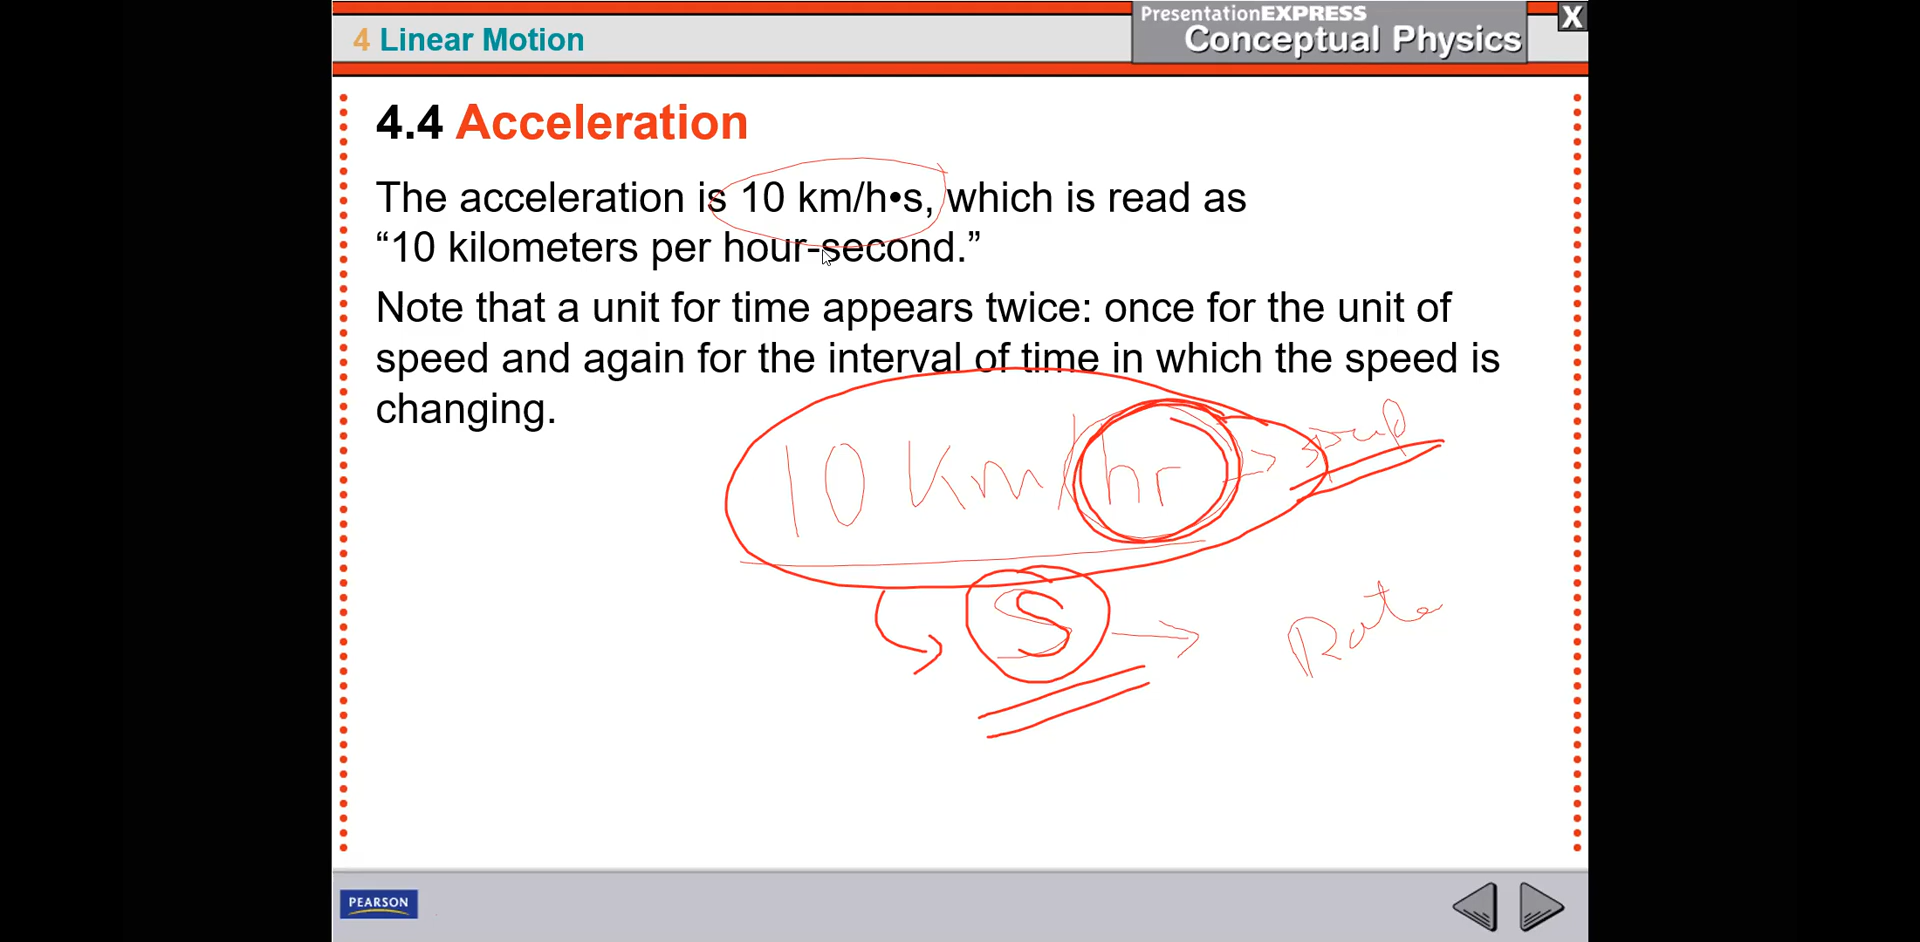 PresentationEXPRESS
X
4 Linear Motion
Conceptual Physics
4.4 Acceleration
The acceleration is 10 km/h•s, which is read as
“10 kilometers per hour-second.”
Note that a unit for time appears twice: once for the unit of
speed and again for the interval of time in which the speed is
changing.
10 Km/hr
S
Rate
PEARSON